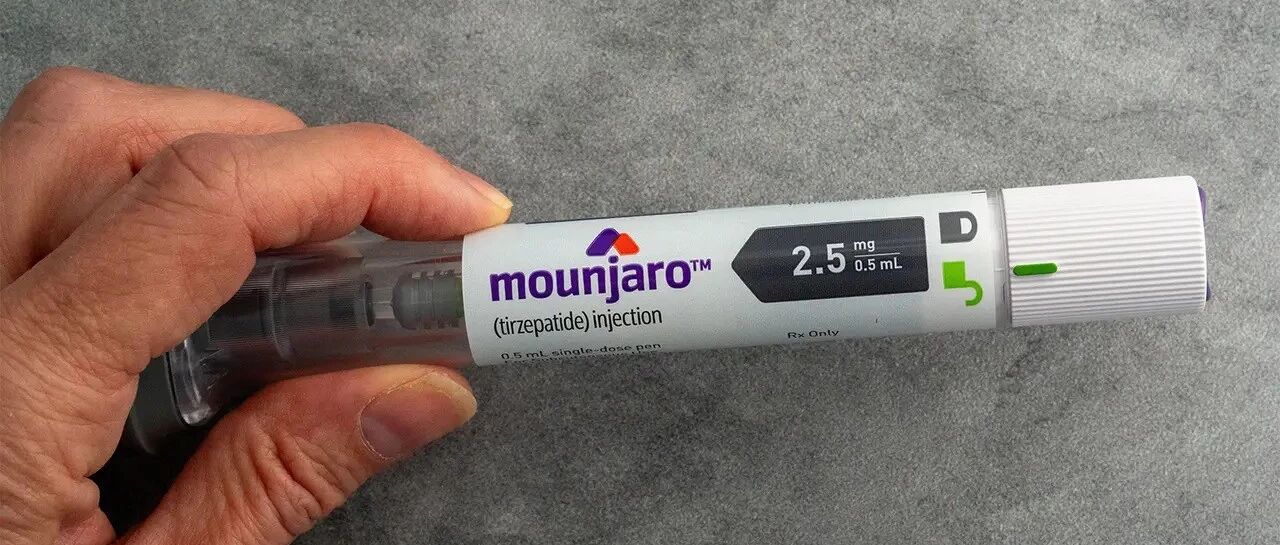 mounjaro™
(tirzepatide) injection
0.5 mL single-dose pen
2.5 mg
0.5 mL
Rx Only